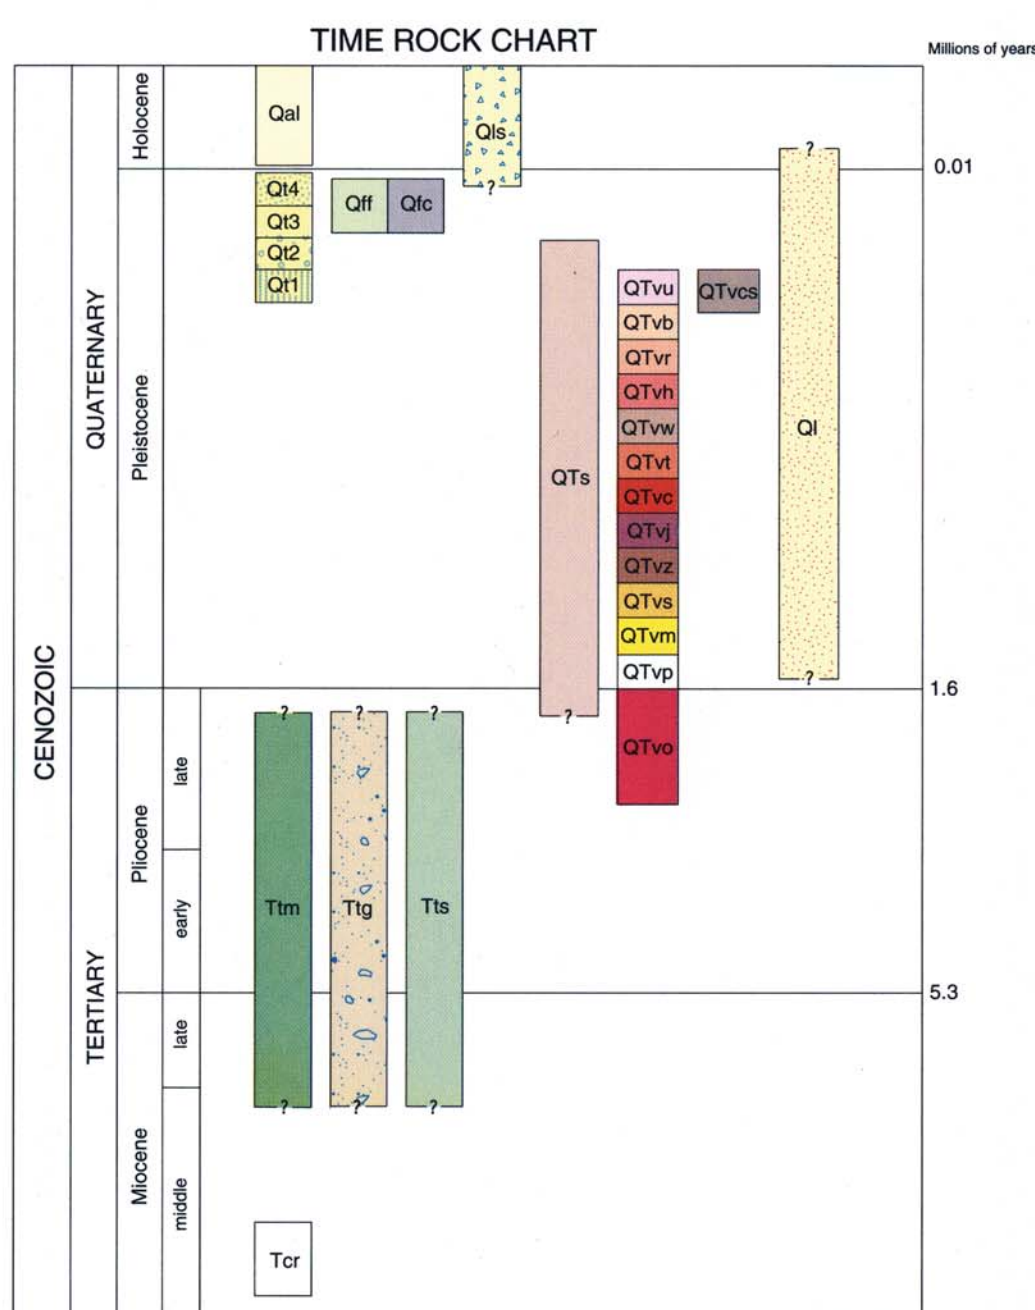 TIME ROCK CHART
Millions of years
CENOZOIC
QUATERNARY
TERTIARY
Holocene
Pleistocene
Pliocene
Miocene
late
early
late
middle
Qal
Qls
?
?
0.01
Qt4
Qff
Qfc
Qt3
Qt2
Qt1
QTvu
QTvcs
QTvb
QTvr
QTvh
QTvw
Ql
QTvt
QTs
QTvc
QTvj
QTvz
QTvs
QTvm
QTvp
?
1.6
?
?
?
?
QTvo
Ttm
Ttg
Tts
5.3
?
?
?
Tcr